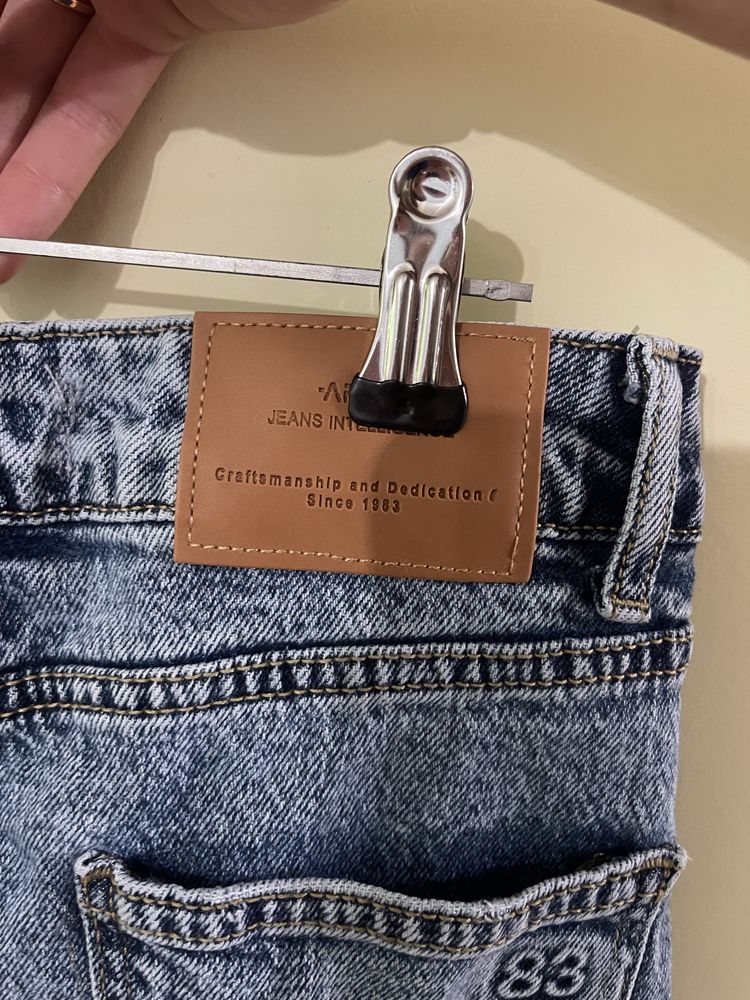 JEANS INTELLIGENCE
Craftsmanship and Dedication
Since 1983
83